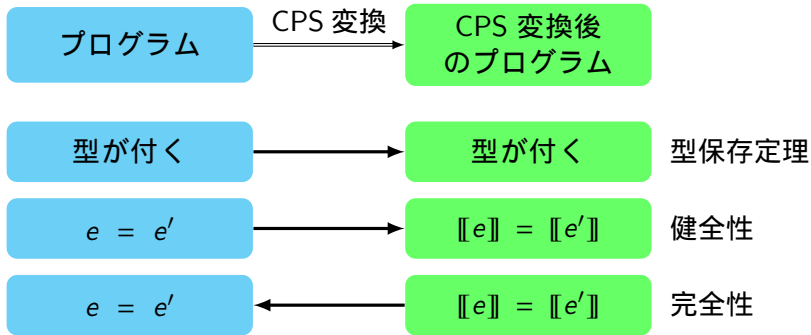 プログラム
CPS 変換
CPS 変換後
のプログラム
型が付く
型が付く
型保存定理
e = e′
⟦e⟧ = ⟦e′⟧
健全性
e = e′
⟦e⟧ = ⟦e′⟧
完全性